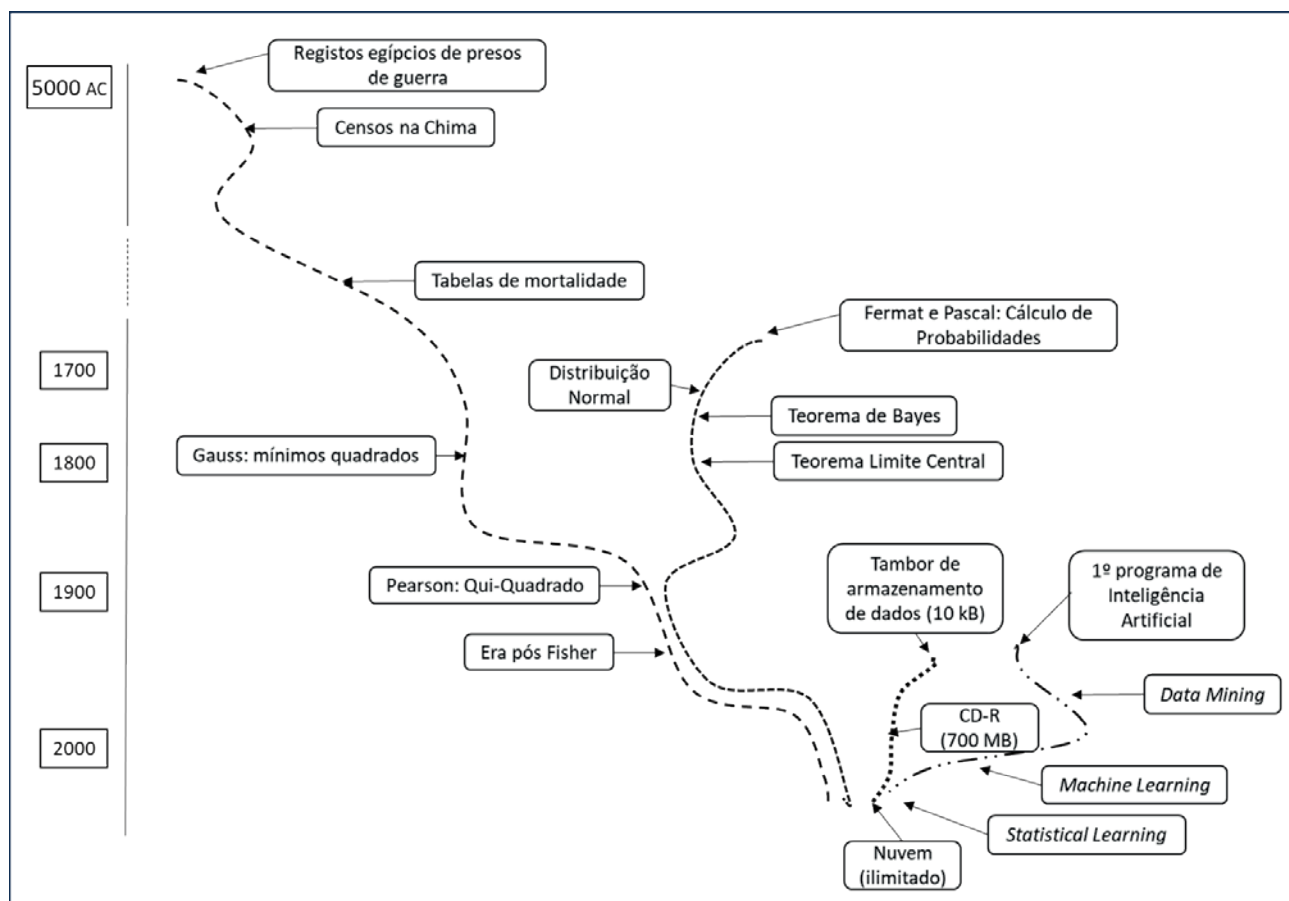 Registos egípcios de presos
de guerra
5000 AC
Censos na Chima
Tabelas de mortalidade
Fermat e Pascal: Cálculo de
Probabilidades
1700
Distribuição
Normal
Teorema de Bayes
Gauss: mínimos quadrados
1800
Teorema Limite Central
Tambor de
armazenamento
de dados (10 kB)
1º programa de
Inteligência
Artificial
Pearson: Qui-Quadrado
1900
Era pós Fisher
Data Mining
CD-R
(700 MB)
2000
Machine Learning
Statistical Learning
Nuvem
(ilimitado)